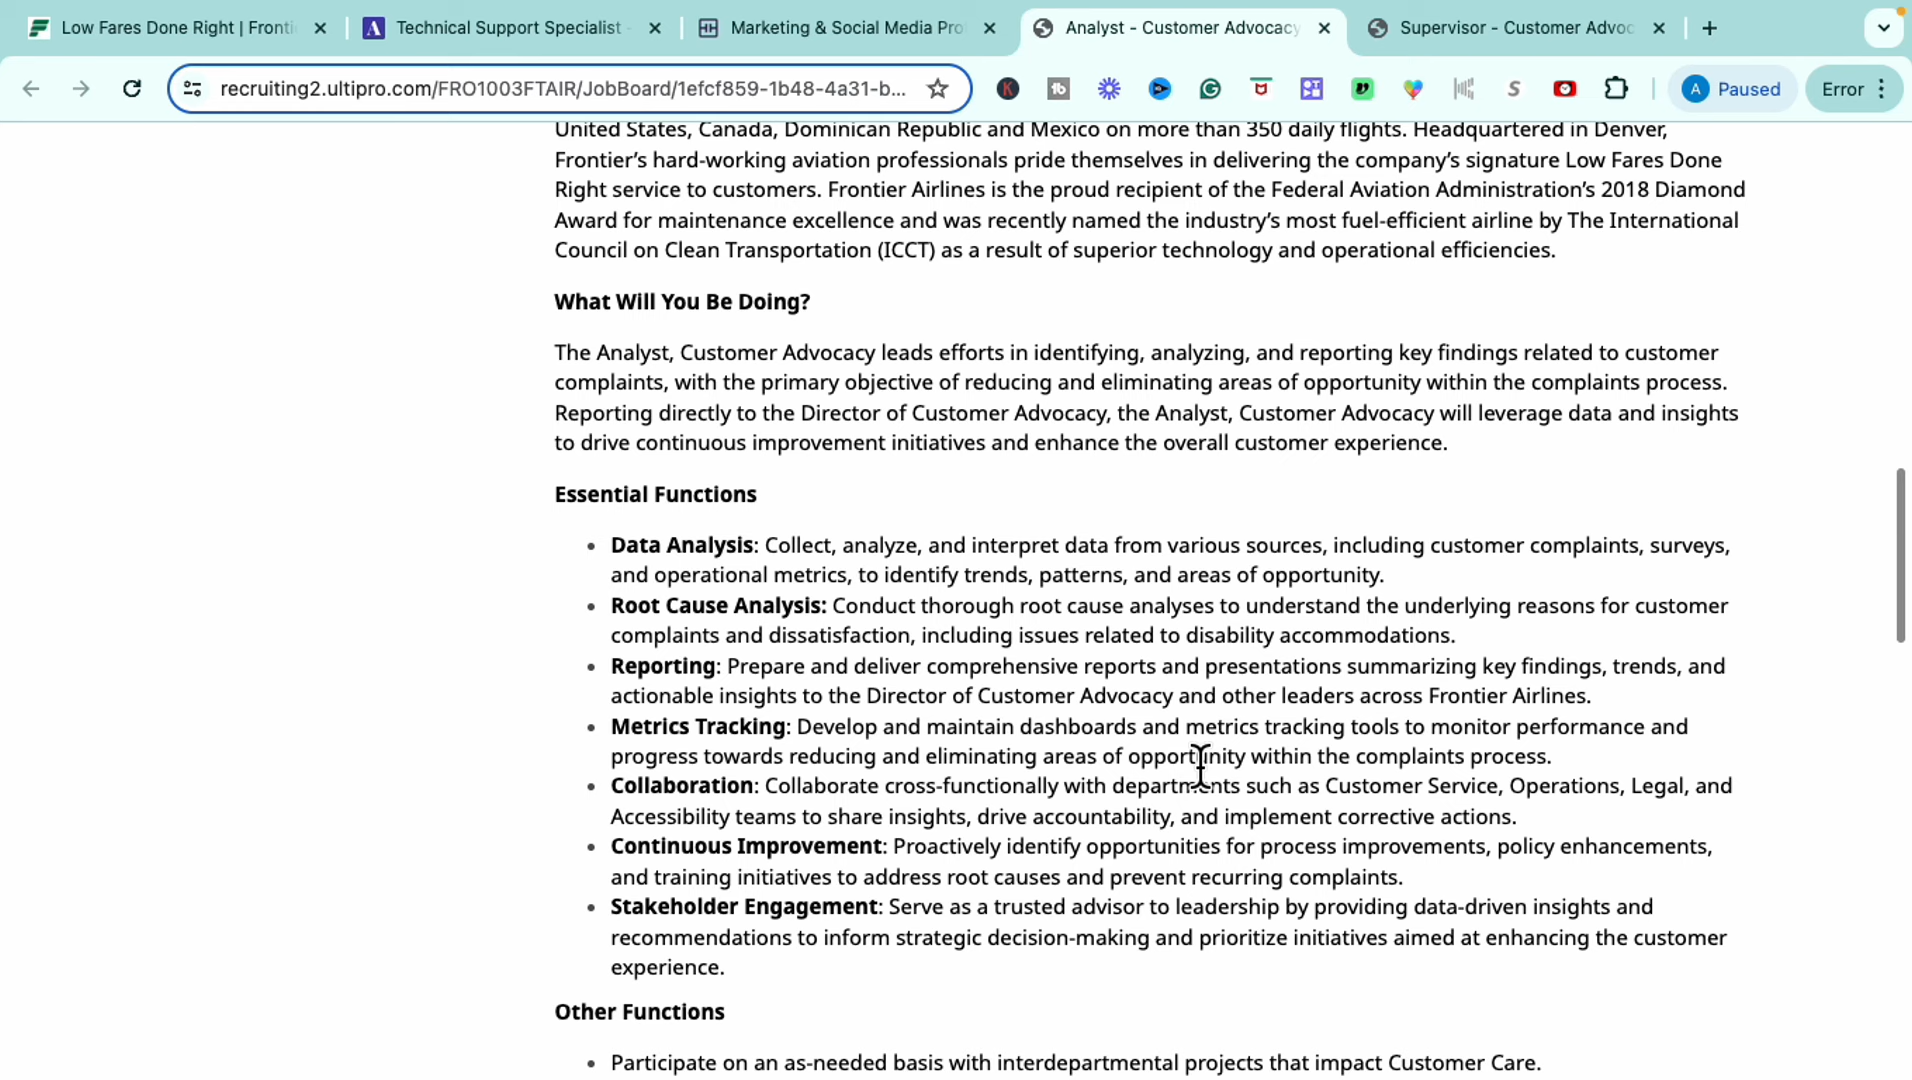 Low Fares Done Right | Fronti
Technical Support Specialist -
Marketing & Social Media Pro
Analyst - Customer Advocacy
Supervisor - Customer Advoc
recruiting2.ultipro.com/FRO1003FTAIR/JobBoard/1efcf859-1b48-4a31-b...
tb
S
A
Paused
Error
United States, Canada, Dominican Republic and Mexico on more than 350 daily flights. Headquartered in Denver,
Frontier’s hard-working aviation professionals pride themselves in delivering the company’s signature Low Fares Done
Right service to customers. Frontier Airlines is the proud recipient of the Federal Aviation Administration’s 2018 Diamond
Award for maintenance excellence and was recently named the industry’s most fuel-efficient airline by The International
Council on Clean Transportation (ICCT) as a result of superior technology and operational efficiencies.
What Will You Be Doing?
The Analyst, Customer Advocacy leads efforts in identifying, analyzing, and reporting key findings related to customer
complaints, with the primary objective of reducing and eliminating areas of opportunity within the complaints process.
Reporting directly to the Director of Customer Advocacy, the Analyst, Customer Advocacy will leverage data and insights
to drive continuous improvement initiatives and enhance the overall customer experience.
Essential Functions
• Data Analysis: Collect, analyze, and interpret data from various sources, including customer complaints, surveys,
and operational metrics, to identify trends, patterns, and areas of opportunity.
• Root Cause Analysis: Conduct thorough root cause analyses to understand the underlying reasons for customer
complaints and dissatisfaction, including issues related to disability accommodations.
• Reporting: Prepare and deliver comprehensive reports and presentations summarizing key findings, trends, and
actionable insights to the Director of Customer Advocacy and other leaders across Frontier Airlines.
• Metrics Tracking: Develop and maintain dashboards and metrics tracking tools to monitor performance and
progress towards reducing and eliminating areas of opportunity within the complaints process.
• Collaboration: Collaborate cross-functionally with departments such as Customer Service, Operations, Legal, and
Accessibility teams to share insights, drive accountability, and implement corrective actions.
• Continuous Improvement: Proactively identify opportunities for process improvements, policy enhancements,
and training initiatives to address root causes and prevent recurring complaints.
• Stakeholder Engagement: Serve as a trusted advisor to leadership by providing data-driven insights and
recommendations to inform strategic decision-making and prioritize initiatives aimed at enhancing the customer
experience.
Other Functions
• Participate on an as-needed basis with interdepartmental projects that impact Customer Care.